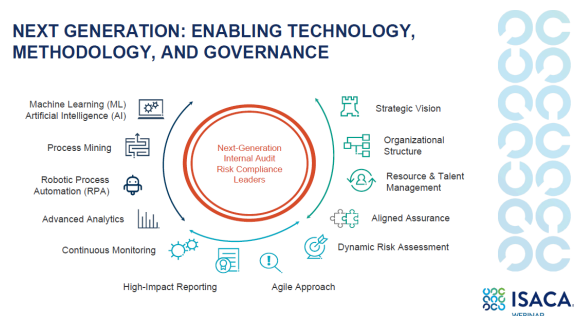 NEXT GENERATION: ENABLING TECHNOLOGY,
METHODOLOGY, AND GOVERNANCE
Machine Learning (ML)
Artificial Intelligence (AI)
Process Mining
Robotic Process
Automation (RPA)
Advanced Analytics
Continuous Monitoring
High-Impact Reporting
Next-Generation
Internal Audit
Risk Compliance
Leaders
Strategic Vision
Organizational
Structure
Resource & Talent
Management
Aligned Assurance
Dynamic Risk Assessment
Agile Approach
ISACA.
WEBINAR